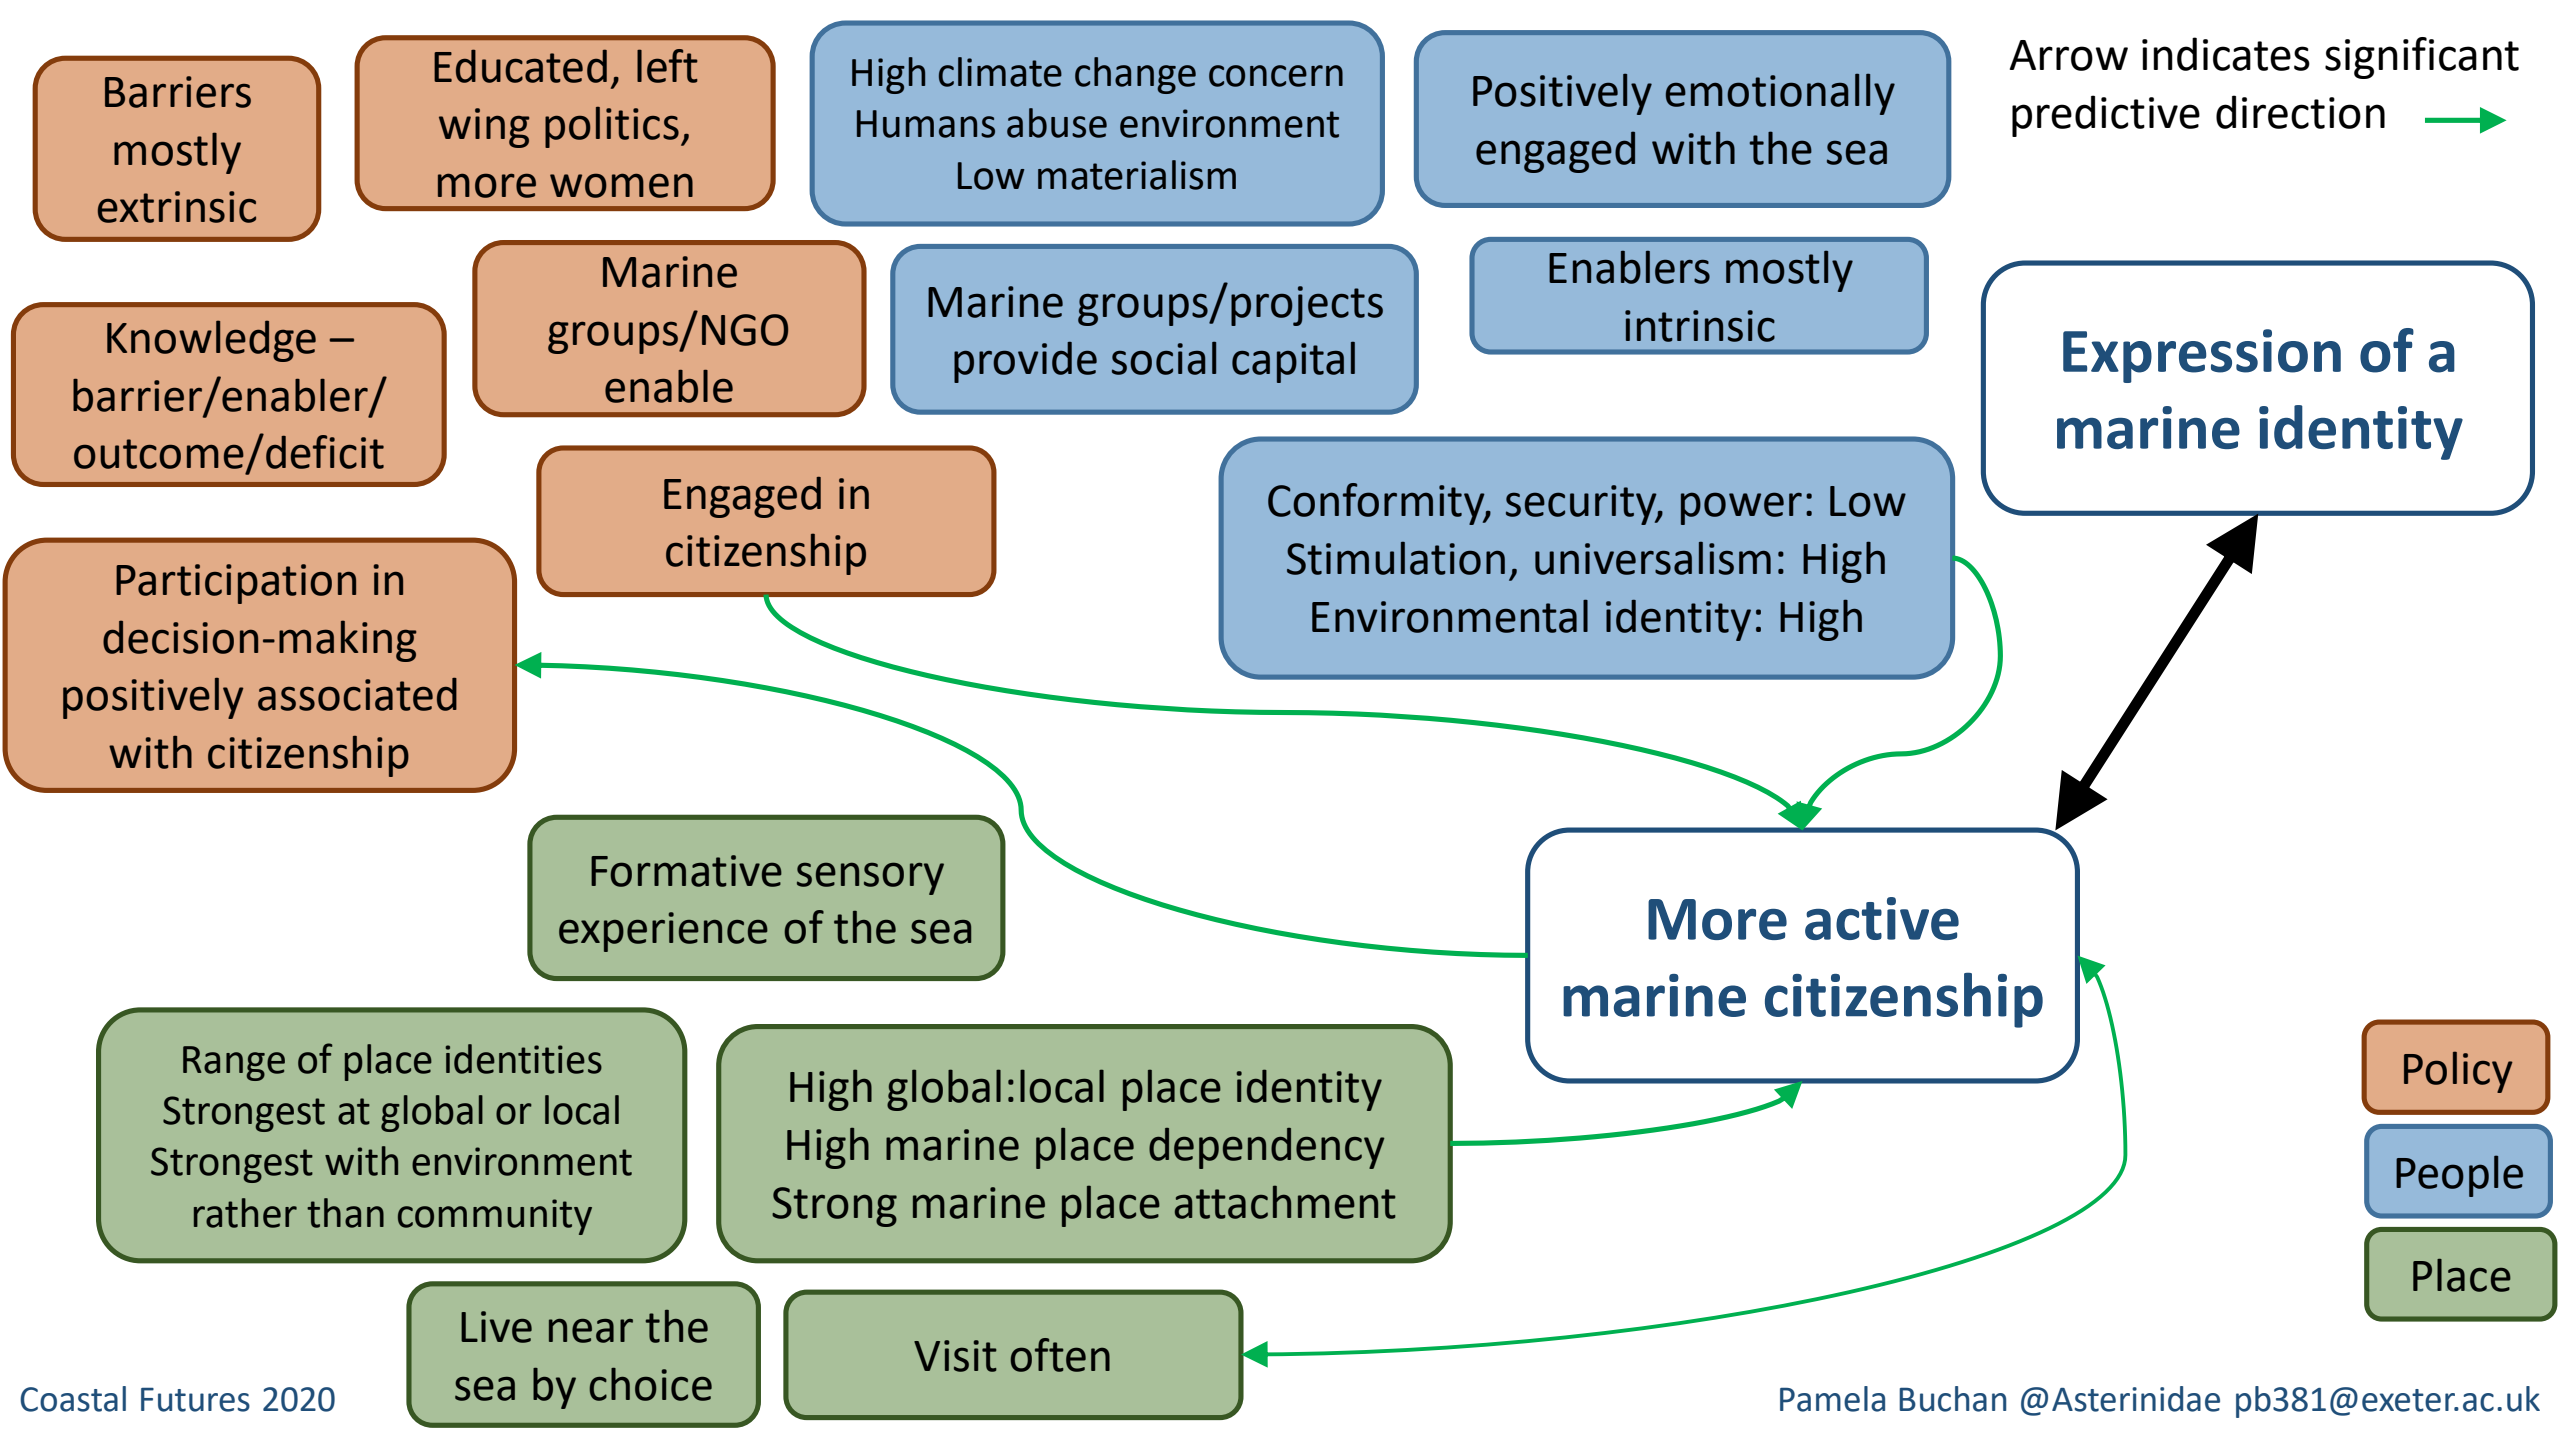 Barriers
mostly
extrinsic
Educated, left
wing politics,
more women
High climate change concern
Humans abuse environment
Low materialism
Positively emotionally
engaged with the sea
Arrow indicates significant
predictive direction
Knowledge –
barrier/enabler/
outcome/deficit
Marine
groups/NGO
enable
Marine groups/projects
provide social capital
Enablers mostly
intrinsic
Expression of a
marine identity
Engaged in
citizenship
Conformity, security, power: Low
Stimulation, universalism: High
Environmental identity: High
Participation in
decision-making
positively associated
with citizenship
Formative sensory
experience of the sea
More active
marine citizenship
Range of place identities
Strongest at global or local
Strongest with environment
rather than community
High global:local place identity
High marine place dependency
Strong marine place attachment
Policy
People
Place
Live near the
sea by choice
Visit often
Coastal Futures 2020
Pamela Buchan @Asterinidae pb381@exeter.ac.uk